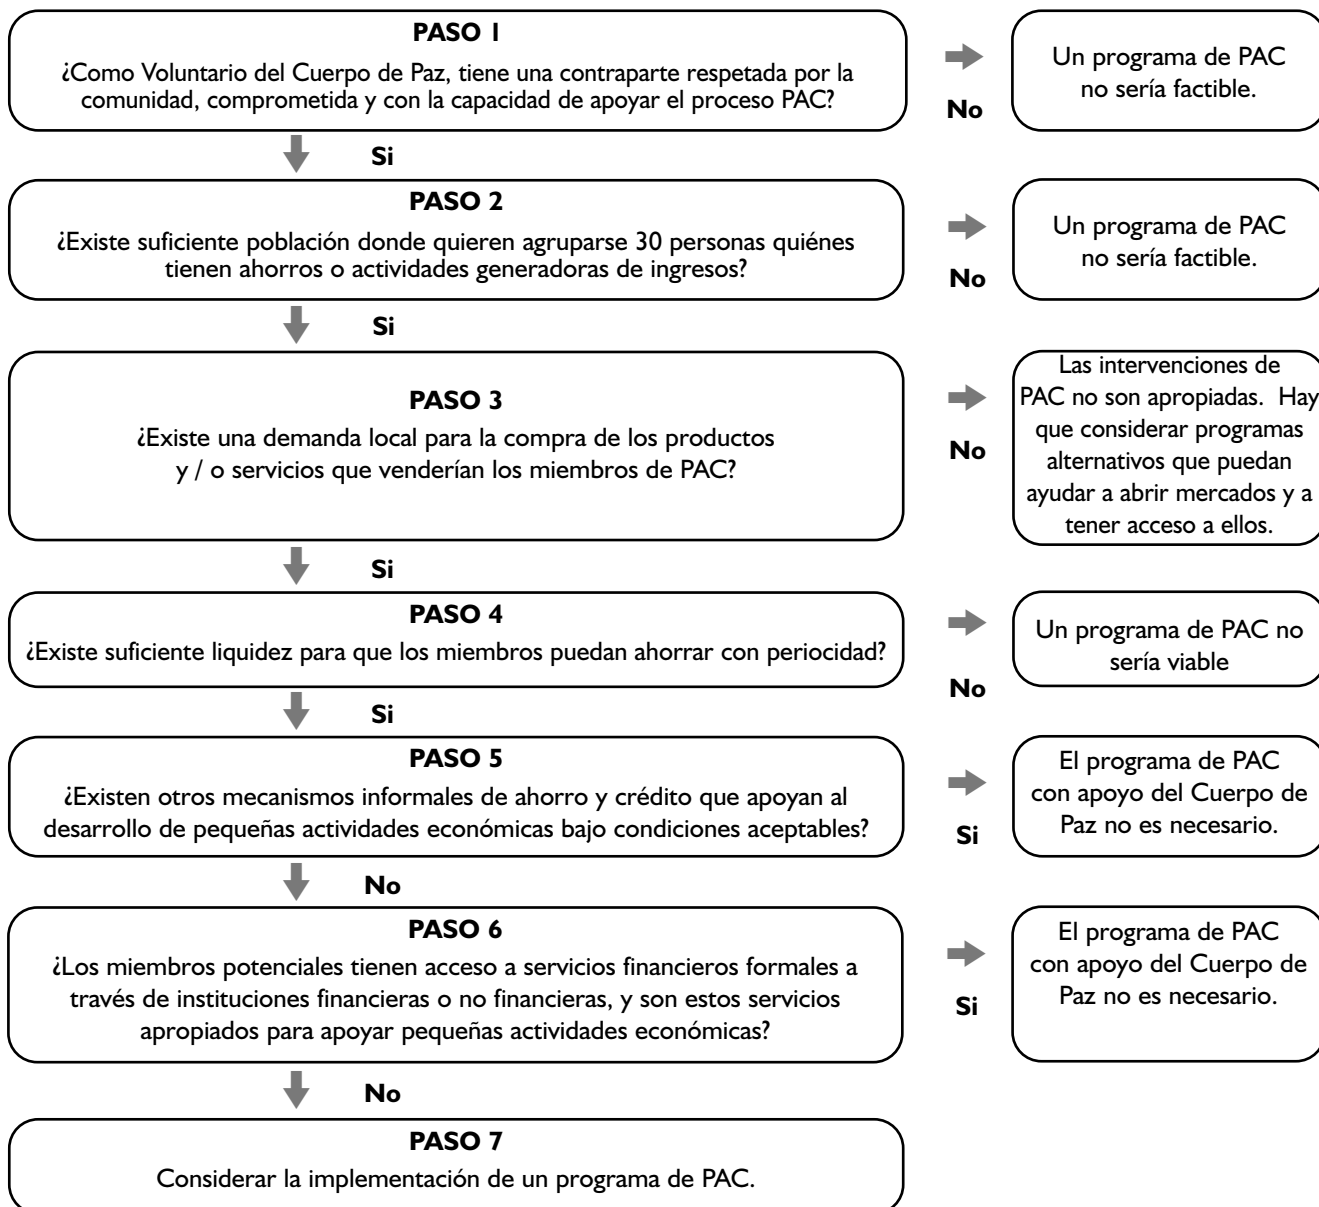 PASO 1
¿Como Voluntario del Cuerpo de Paz, tiene una contraparte respetada por la
comunidad, comprometida y con la capacidad de apoyar el proceso PAC?
No
Un programa de PAC
no sería factible.
Si
PASO 2
¿Existe suficiente población donde quieren agruparse 30 personas quiénes
tienen ahorros o actividades generadoras de ingresos?
No
Un programa de PAC
no sería factible.
Si
PASO 3
¿Existe una demanda local para la compra de los productos
y / o servicios que venderían los miembros de PAC?
No
Las intervenciones de
PAC no son apropiadas. Hay
que considerar programas
alternativos que puedan
ayudar a abrir mercados y a
tener acceso a ellos.
Si
PASO 4
¿Existe suficiente liquidez para que los miembros puedan ahorrar con periocidad?
No
Un programa de PAC no
sería viable
Si
PASO 5
¿Existen otros mecanismos informales de ahorro y crédito que apoyan al
desarrollo de pequeñas actividades económicas bajo condiciones aceptables?
Si
El programa de PAC
con apoyo del Cuerpo de
Paz no es necesario.
No
PASO 6
¿Los miembros potenciales tienen acceso a servicios financieros formales a
través de instituciones financieras o no financieras, y son estos servicios
apropiados para apoyar pequeñas actividades económicas?
Si
El programa de PAC
con apoyo del Cuerpo de
Paz no es necesario.
No
PASO 7
Considerar la implementación de un programa de PAC.